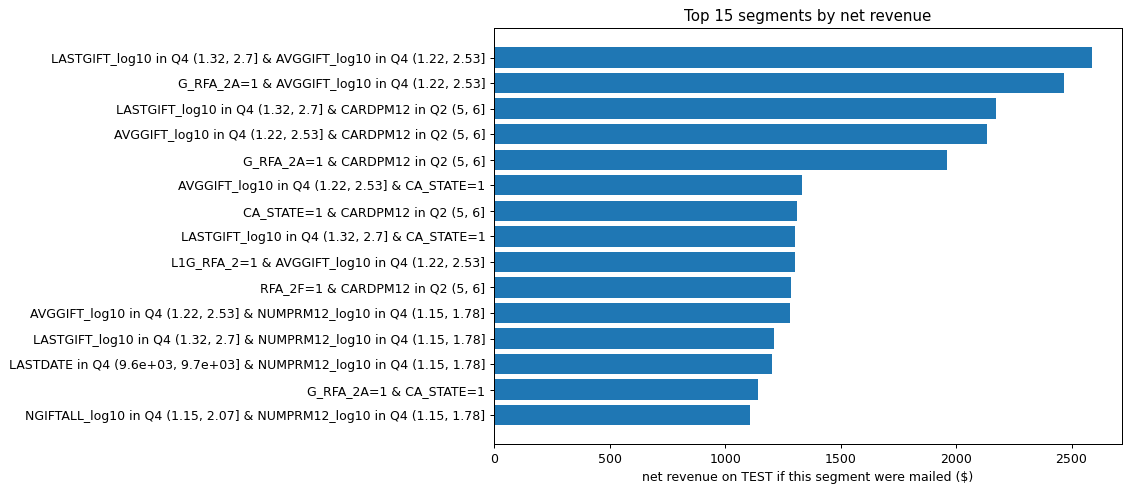 Top 15 segments by net revenue
LASTGIFT_log10 in Q4 (1.32, 2.7] & AVGGIFT_log10 in Q4 (1.22, 2.53]
G_RFA_2A=1 & AVGGIFT_log10 in Q4 (1.22, 2.53]
LASTGIFT_log10 in Q4 (1.32, 2.7] & CARDPM12 in Q2 (5, 6]
AVGGIFT_log10 in Q4 (1.22, 2.53] & CARDPM12 in Q2 (5, 6]
G_RFA_2A=1 & CARDPM12 in Q2 (5, 6]
AVGGIFT_log10 in Q4 (1.22, 2.53] & CA_STATE=1
CA_STATE=1 & CARDPM12 in Q2 (5, 6]
LASTGIFT_log10 in Q4 (1.32, 2.7] & CA_STATE=1
L1G_RFA_2=1 & AVGGIFT_log10 in Q4 (1.22, 2.53]
RFA_2F=1 & CARDPM12 in Q2 (5, 6]
AVGGIFT_log10 in Q4 (1.22, 2.53] & NUMPRM12_log10 in Q4 (1.15, 1.78]
LASTGIFT_log10 in Q4 (1.32, 2.7] & NUMPRM12_log10 in Q4 (1.15, 1.78]
LASTDATE in Q4 (9.6e+03, 9.7e+03] & NUMPRM12_log10 in Q4 (1.15, 1.78]
G_RFA_2A=1 & CA_STATE=1
NGIFTALL_log10 in Q4 (1.15, 2.07] & NUMPRM12_log10 in Q4 (1.15, 1.78]
0 500 1000 1500 2000 2500
net revenue on TEST if this segment were mailed ($)